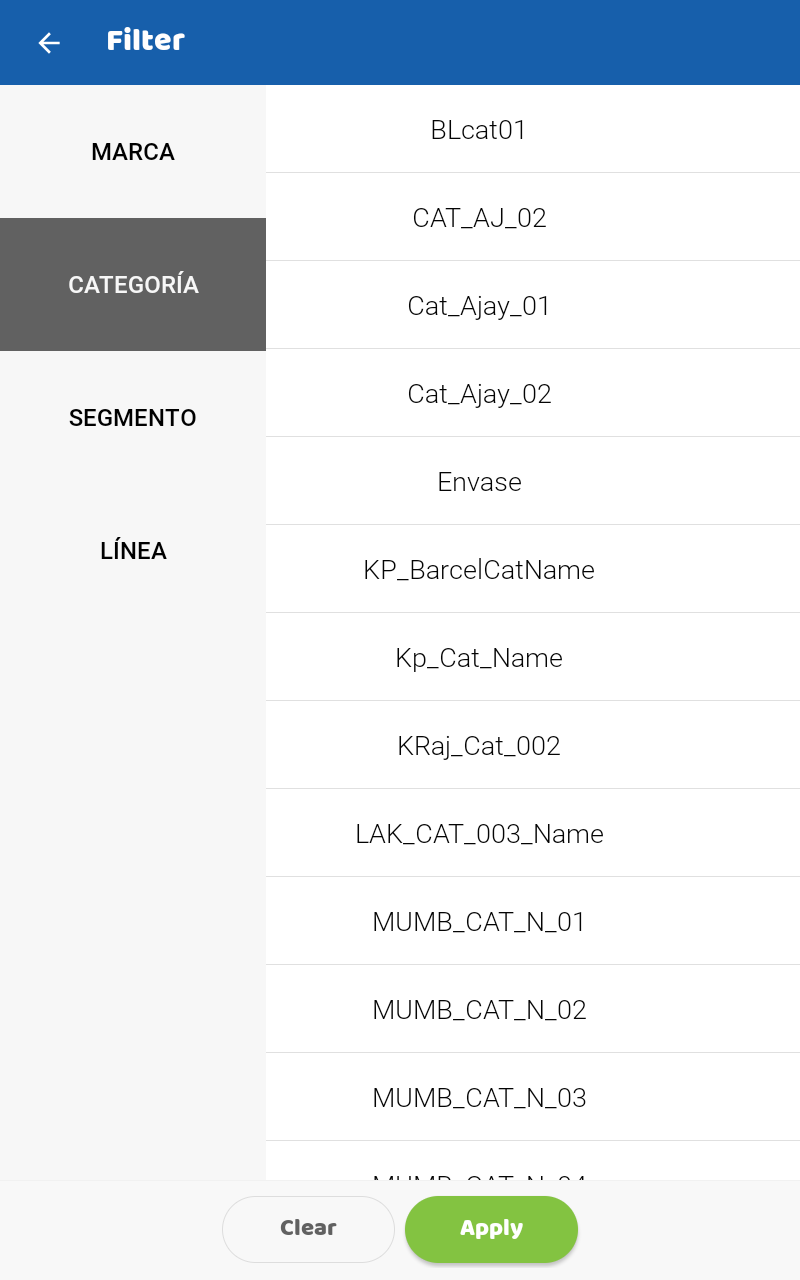 Filter
MARCA
CATEGORÍA
SEGMENTO
LÍNEA
BLcat01
CAT_AJ_02
Cat_Ajay_01
Cat_Ajay_02
Envase
KP_BarcelCatName
Kp_Cat_Name
KRaj_Cat_002
LAK_CAT_003_Name
MUMB_CAT_N_01
MUMB_CAT_N_02
MUMB_CAT_N_03
Clear
Apply